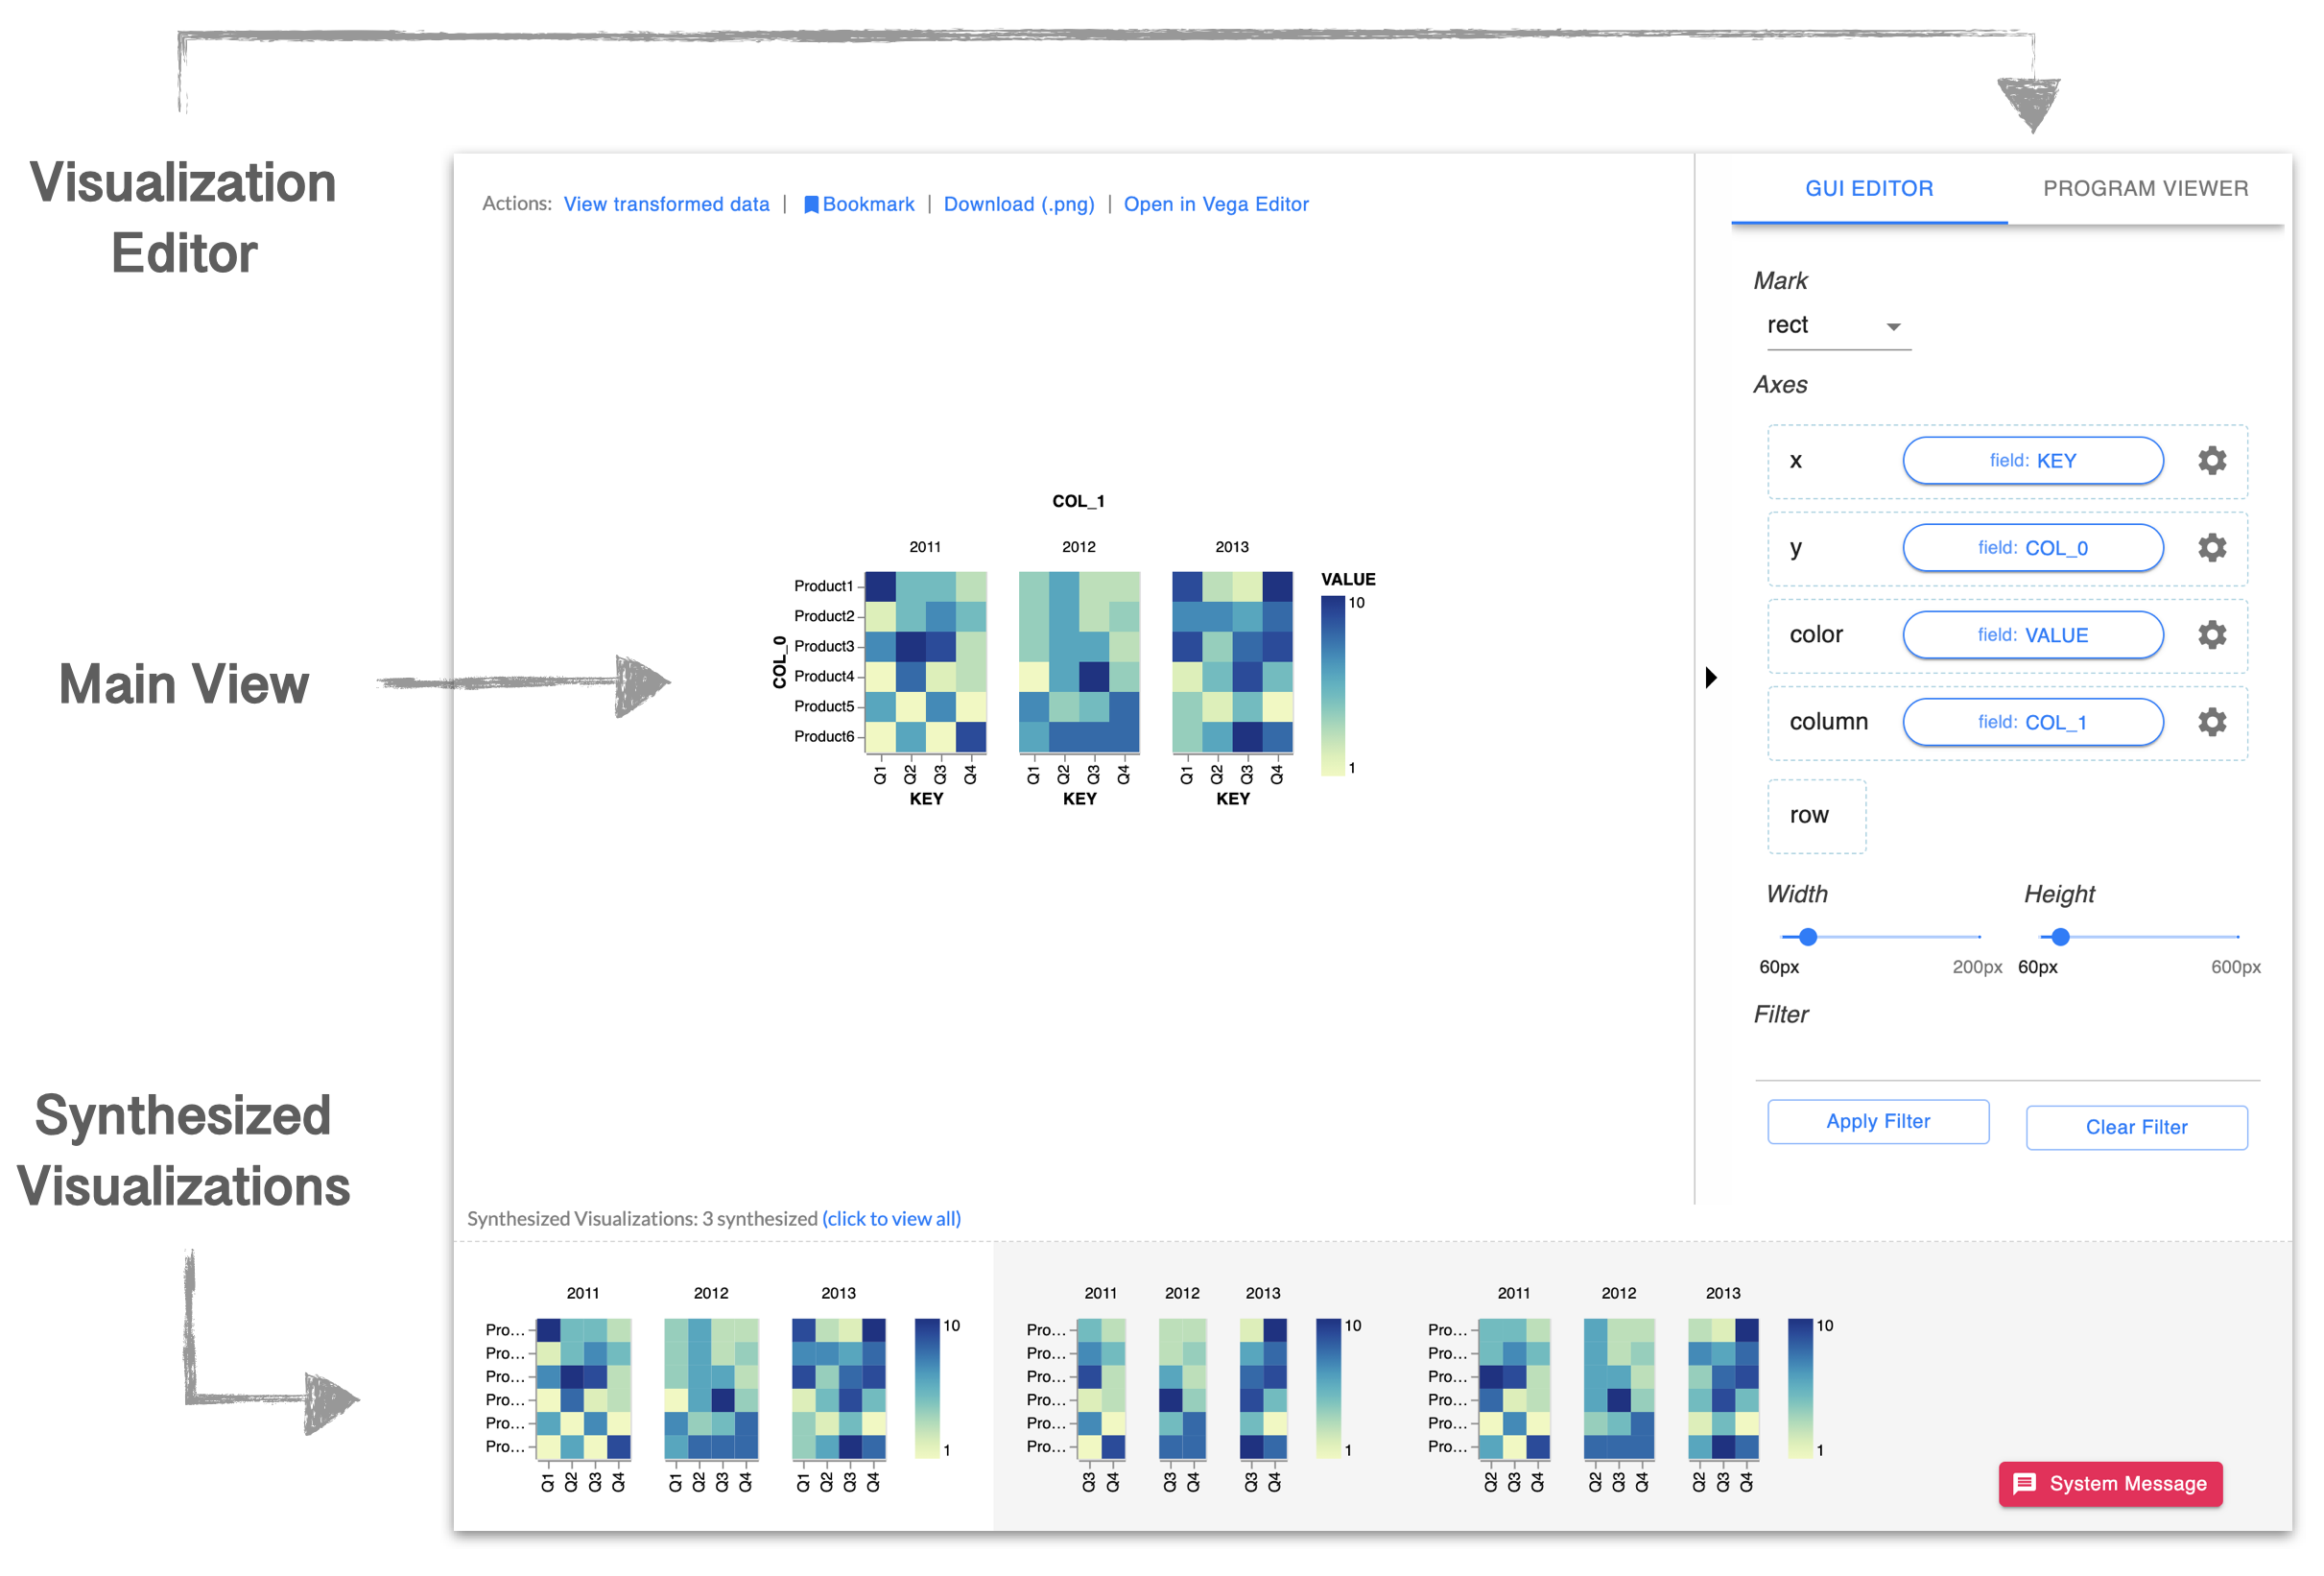 Visualization
Editor
Main View
Synthesized
Visualizations
Actions: View transformed data | Bookmark | Download (.png) | Open in Vega Editor
COL_1
2011 2012 2013
COL_0
Product1
Product2
Product3
Product4
Product5
Product6
Q1 Q2 Q3 Q4 Q1 Q2 Q3 Q4 Q1 Q2 Q3 Q4
KEY KEY KEY
VALUE
10
1
GUI EDITOR PROGRAM VIEWER
Mark
rect
Axes
x field: KEY
y field: COL_0
color field: VALUE
column field: COL_1
row
Width Height
60px 200px 60px 600px
Filter
Apply Filter Clear Filter
Synthesized Visualizations: 3 synthesized (click to view all)
2011 2012 2013
Pro...
Pro...
Pro...
Pro...
Pro...
Pro...
Q1 Q2 Q3 Q4 Q1 Q2 Q3 Q4 Q1 Q2 Q3 Q4
10
1
2011 2012 2013
Pro...
Pro...
Pro...
Pro...
Pro...
Pro...
Q3 Q4 Q3 Q4 Q3 Q4
10
1
2011 2012 2013
Pro...
Pro...
Pro...
Pro...
Pro...
Pro...
Q2 Q3 Q4 Q2 Q3 Q4 Q2 Q3 Q4
10
1
System Message